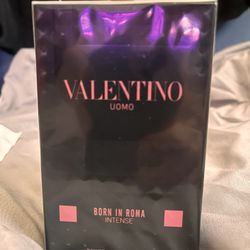 VALENTINO
UOMO
BORN IN ROMA
INTENSE